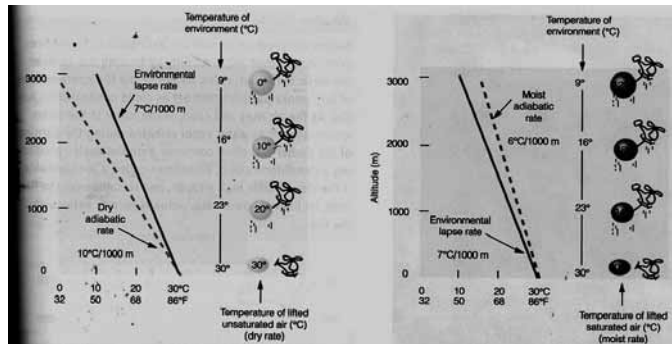 Temperature of
environment (°C)
3000
2000
1000
0
Environmental
lapse rate
7°C/1000 m
Dry
adiabatic
rate
10°C/1000 m
0
32
10
50
20
68
30°C
86°F
9°
16°
23°
30°
0°
10°
20°
30°
Temperature of lifted
unsaturated air (°C)
(dry rate)
Temperature of
environment (°C)
Altitude (m)
3000
2000
1000
0
Moist
adiabatic
rate
6°C/1000 m
Environmental
lapse rate
7°C/1000 m
0
32
10
50
20
68
30°C
86°F
9°
16°
23°
30°
Temperature of lifted
saturated air (°C)
(moist rate)